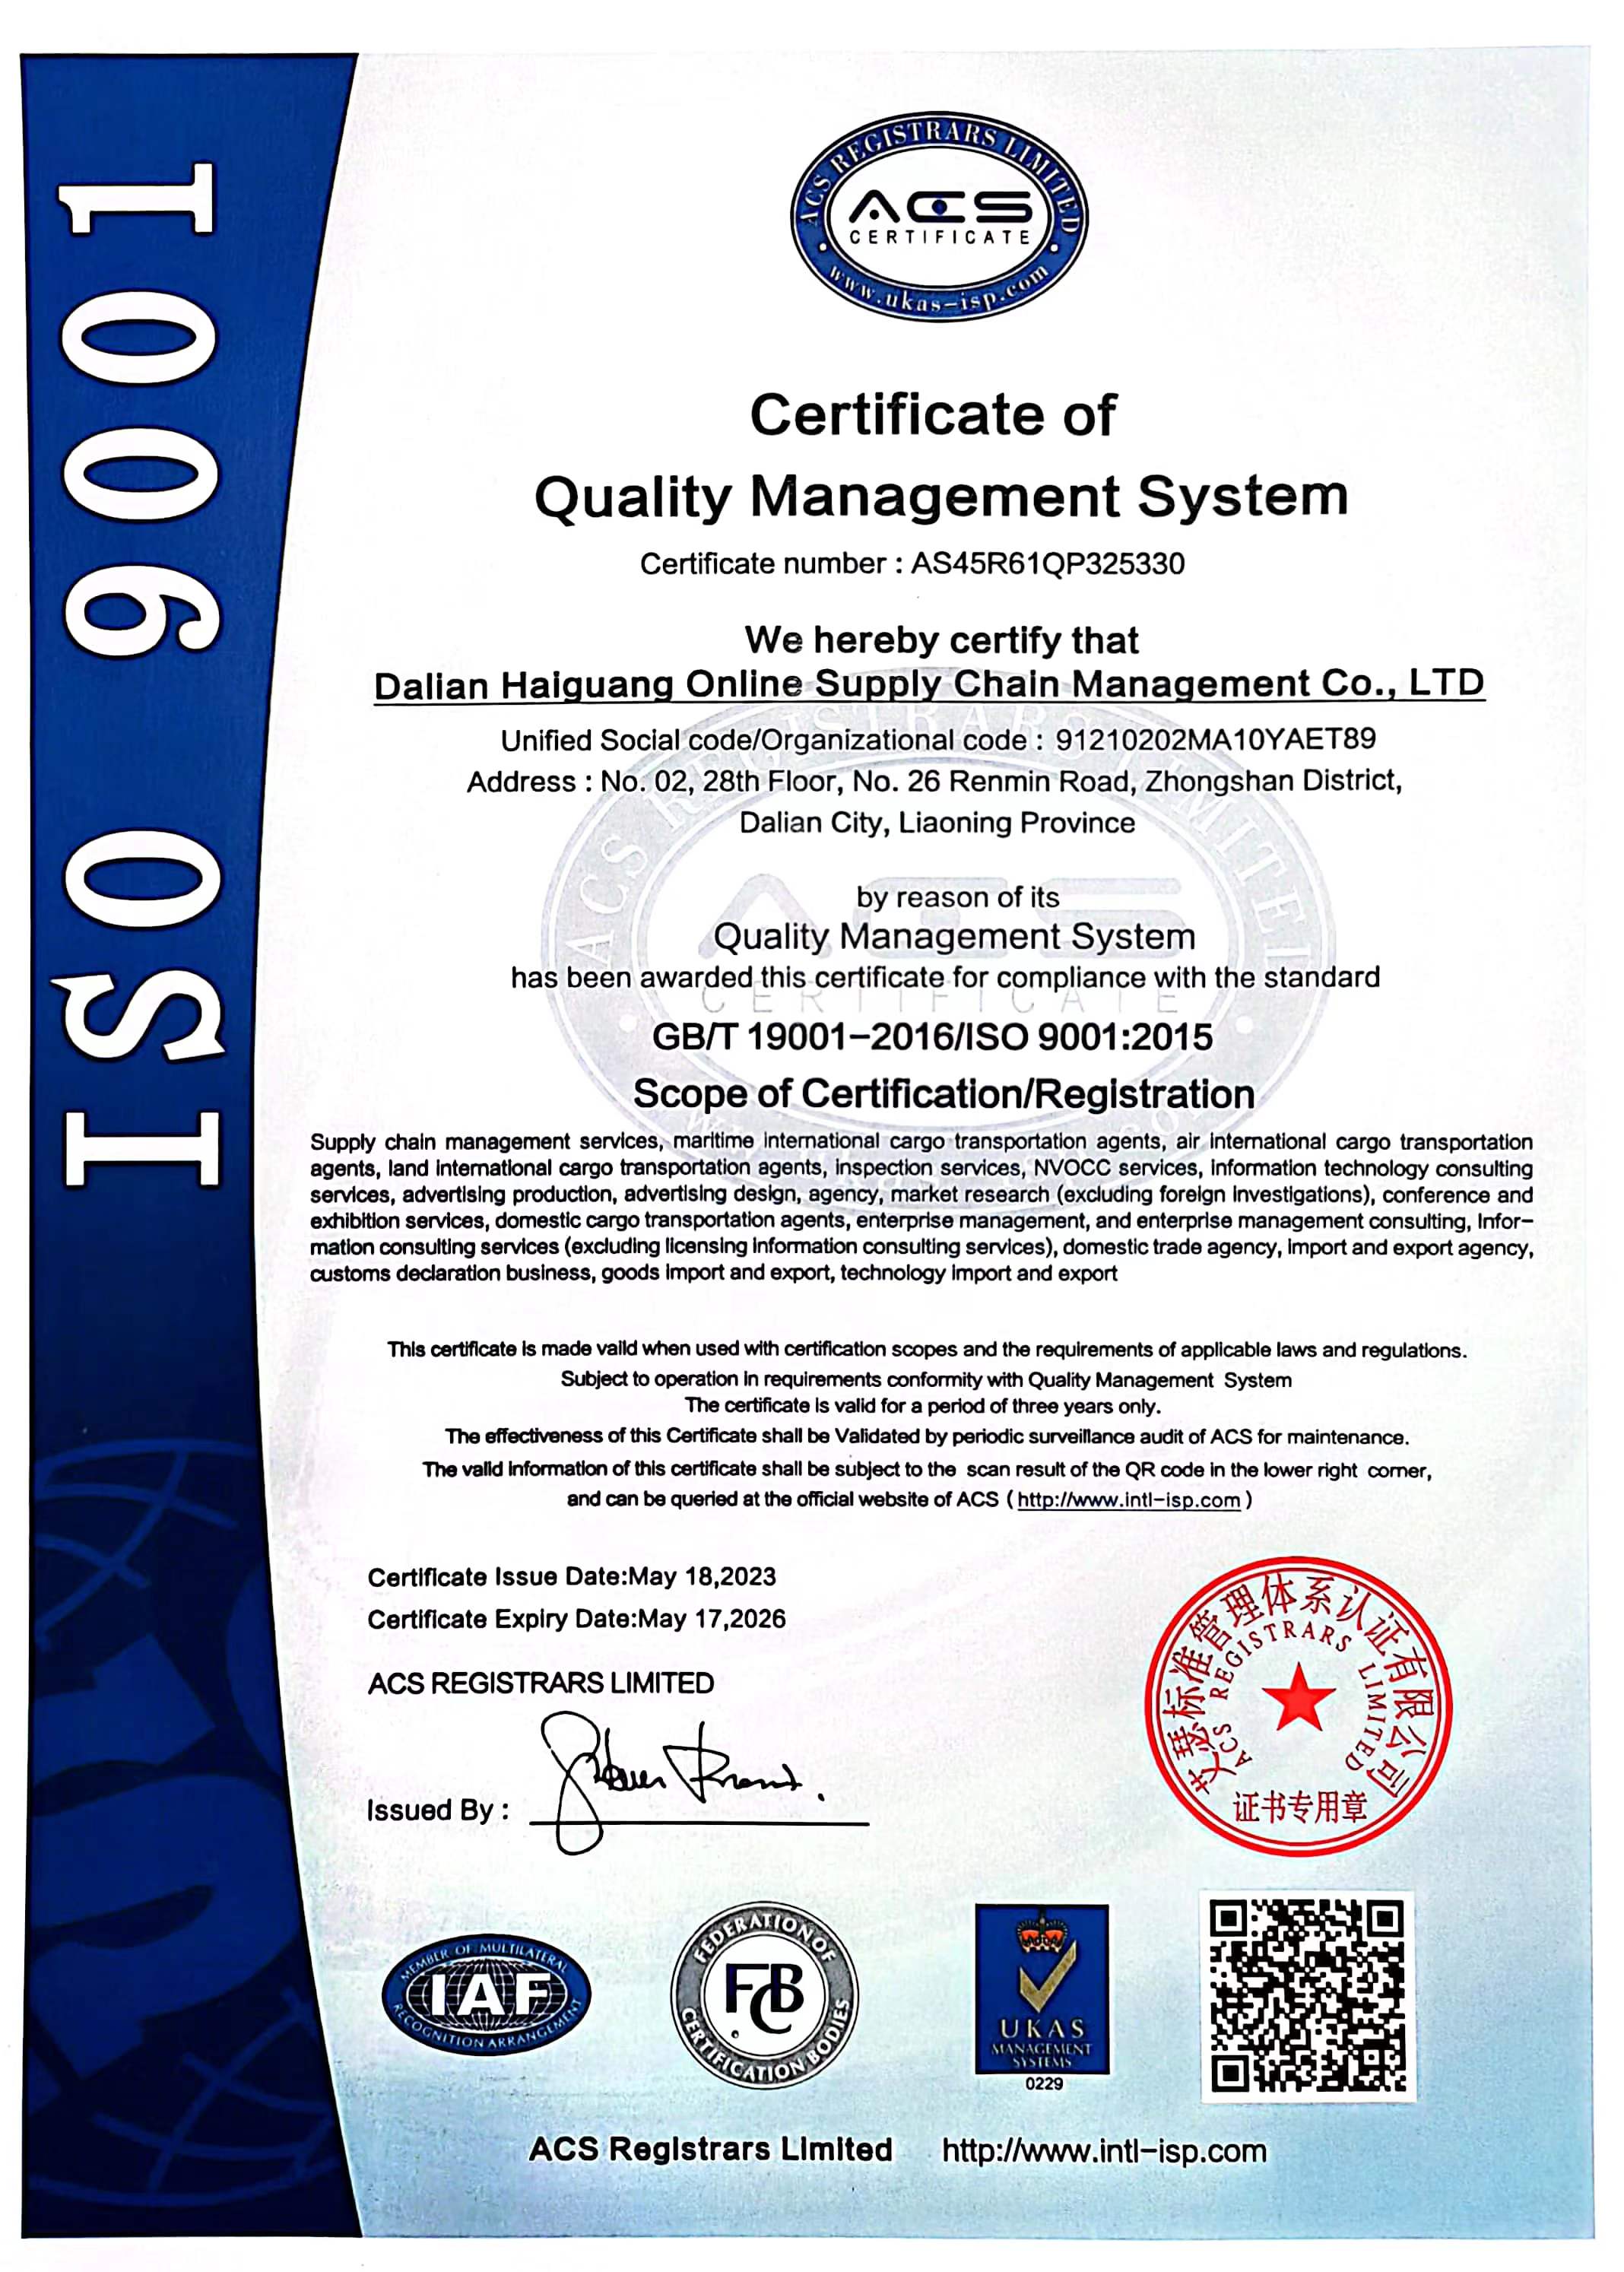 ISO 9001
ACS REGISTRARS LIMITED
ACS
CERTIFICATE
www.ukas-isp.com
Certificate of
Quality Management System
Certificate number : AS45R61QP325330
We hereby certify that
Dalian Haiguang Online Supply Chain Management Co., LTD
Unified Social code/Organizational code : 91210202MA10YAET89
Address : No. 02, 28th Floor, No. 26 Renmin Road, Zhongshan District,
Dalian City, Liaoning Province
by reason of its
Quality Management System
has been awarded this certificate for compliance with the standard
GB/T 19001-2016/ISO 9001:2015
Scope of Certification/Registration
Supply chain management services, maritime international cargo transportation agents, air international cargo transportation
agents, land international cargo transportation agents, inspection services, NVOCC services, information technology consulting
services, advertising production, advertising design, agency, market research (excluding foreign investigations), conference and
exhibition services, domestic cargo transportation agents, enterprise management, and enterprise management consulting, Infor-
mation consulting services (excluding licensing information consulting services), domestic trade agency, import and export agency,
customs declaration business, goods import and export, technology import and export
This certificate is made valid when used with certification scopes and the requirements of applicable laws and regulations.
Subject to operation in requirements conformity with Quality Management System
The certificate is valid for a period of three years only.
The effectiveness of this Certificate shall be Validated by periodic surveillance audit of ACS for maintenance.
The valid information of this certificate shall be subject to the scan result of the QR code in the lower right corner,
and can be queried at the official website of ACS ( http://www.intl-isp.com )
Certificate Issue Date:May 18,2023
Certificate Expiry Date:May 17,2026
ACS REGISTRARS LIMITED
Issued By :
艾瑟标准管理体系认证有限公司
ACS REGISTRARS LIMITED
证书专用章
MEMBER OF MULTILATERAL
IAF
RECOGNITION ARRANGEMENT
FEDERATION OF
FCB
CERTIFICATION BODIES
UKAS
MANAGEMENT
SYSTEMS
0229
ACS Registrars Limited http://www.intl-isp.com